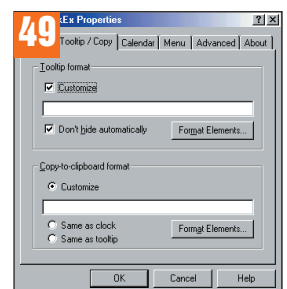 49
kEx Properties
Tooltip / Copy Calendar Menu Advanced About
Tooltip format
Customize
Don't hide automatically Format Elements...
Copy-to-clipboard format
Customize
Same as clock
Same as tooltip
Format Elements...
OK Cancel Help